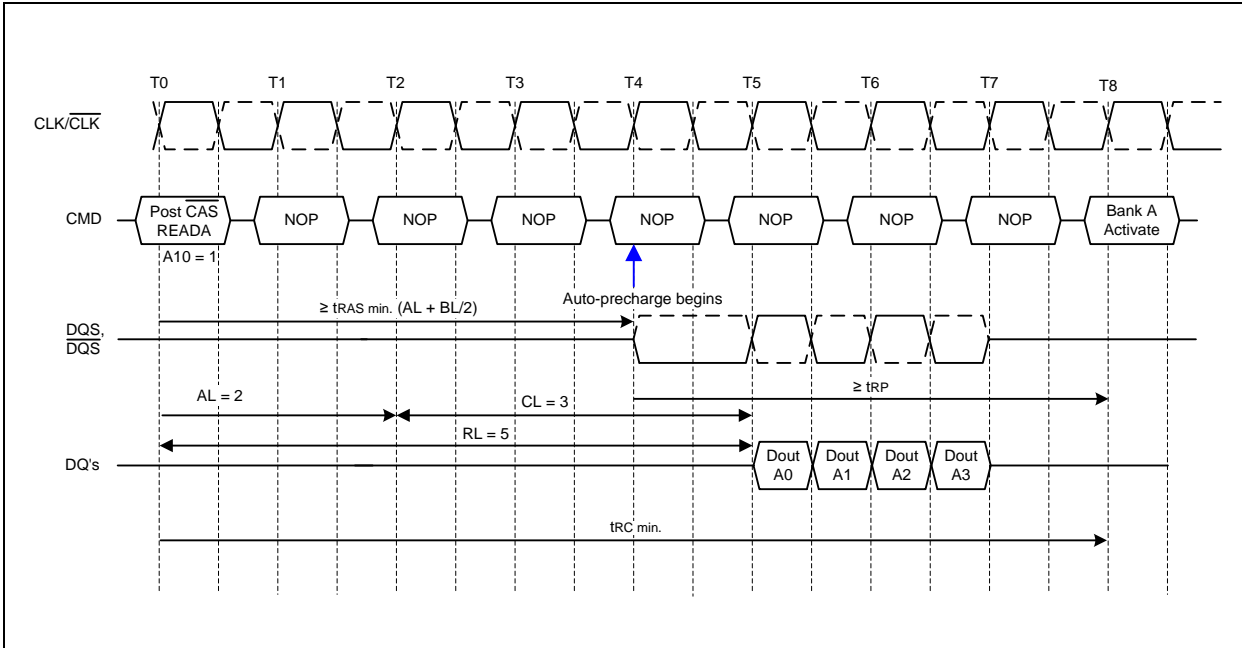 T0 T1 T2 T3 T4 T5 T6 T7 T8
CLK/CLK
CMD
Post CAS
READA
NOP NOP NOP NOP NOP NOP NOP
Bank A
Activate
A10 = 1
Auto-precharge begins
≥ tRAS min. (AL + BL/2)
DQS,
DQS
≥ tRP
AL = 2
CL = 3
RL = 5
DQ's
Dout
A0
Dout
A1
Dout
A2
Dout
A3
tRC min.